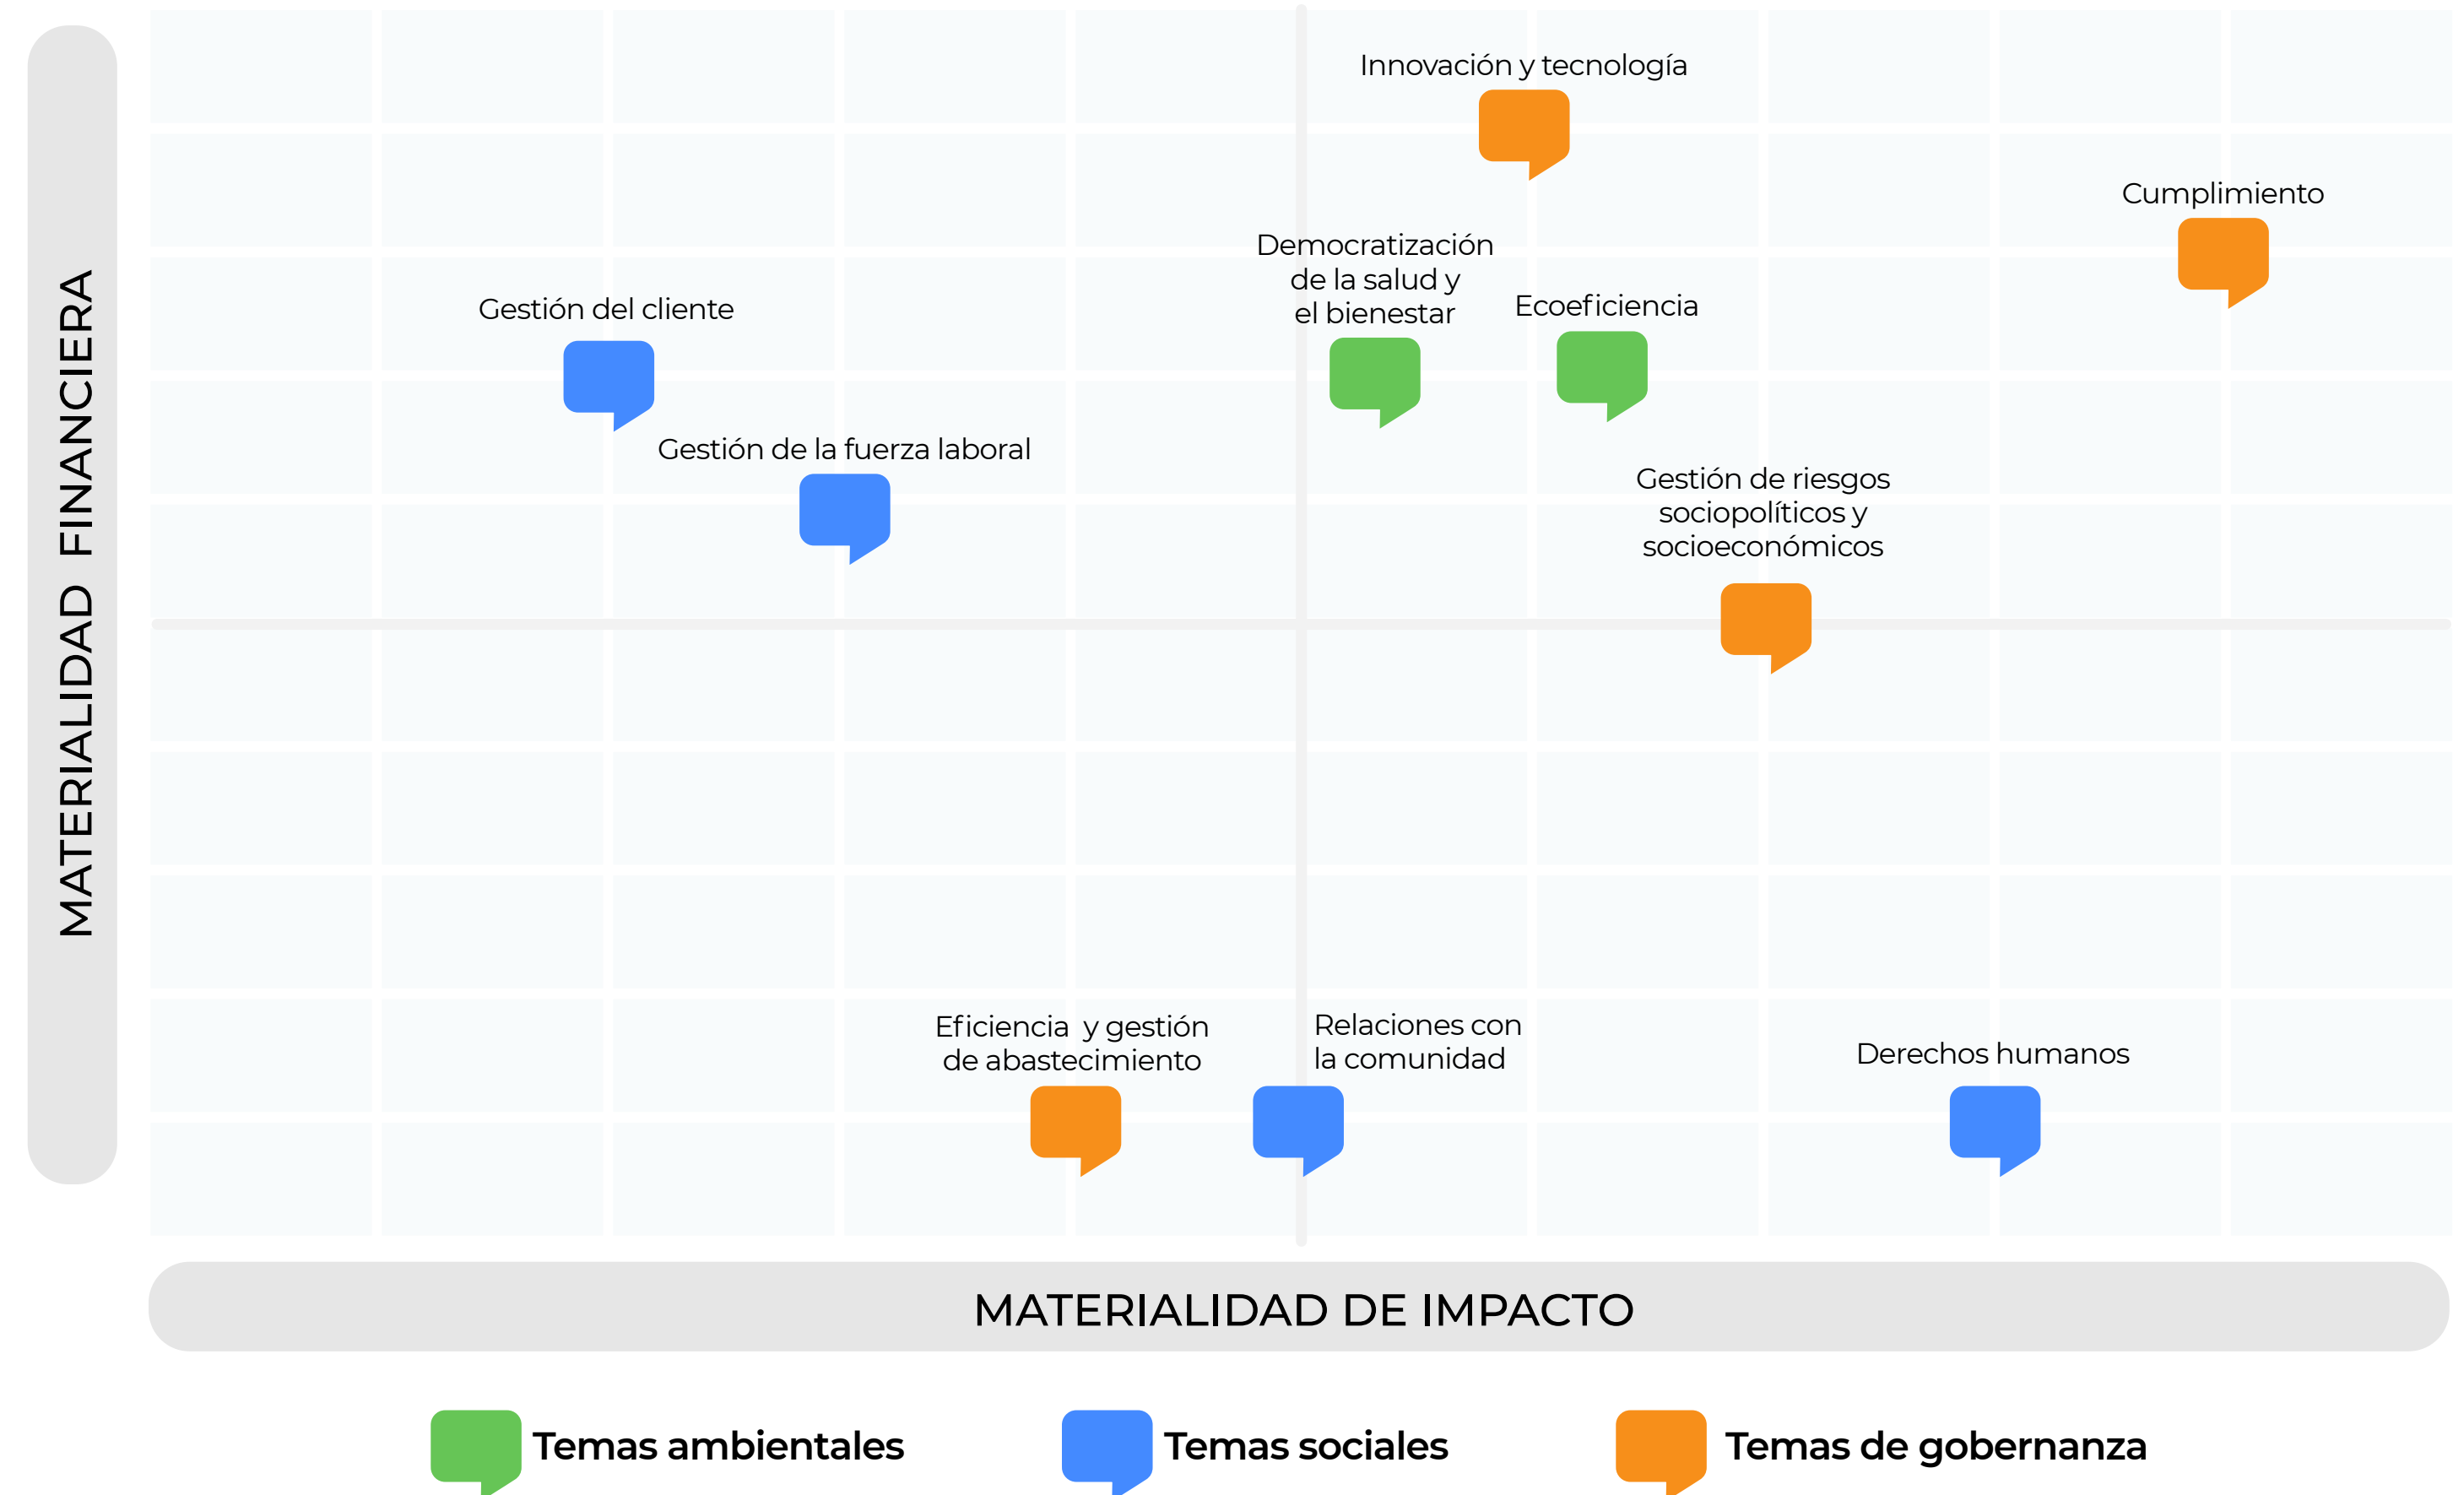 MATERIALIDAD FINANCIERA
Innovación y tecnología
Cumplimiento
Democratización
de la salud y
el bienestar
Ecoeficiencia
Gestión del cliente
Gestión de la fuerza laboral
Gestión de riesgos
sociopolíticos y
socioeconómicos
Eficiencia y gestión
de abastecimiento
Relaciones con
la comunidad
Derechos humanos
MATERIALIDAD DE IMPACTO
Temas ambientales
Temas sociales
Temas de gobernanza